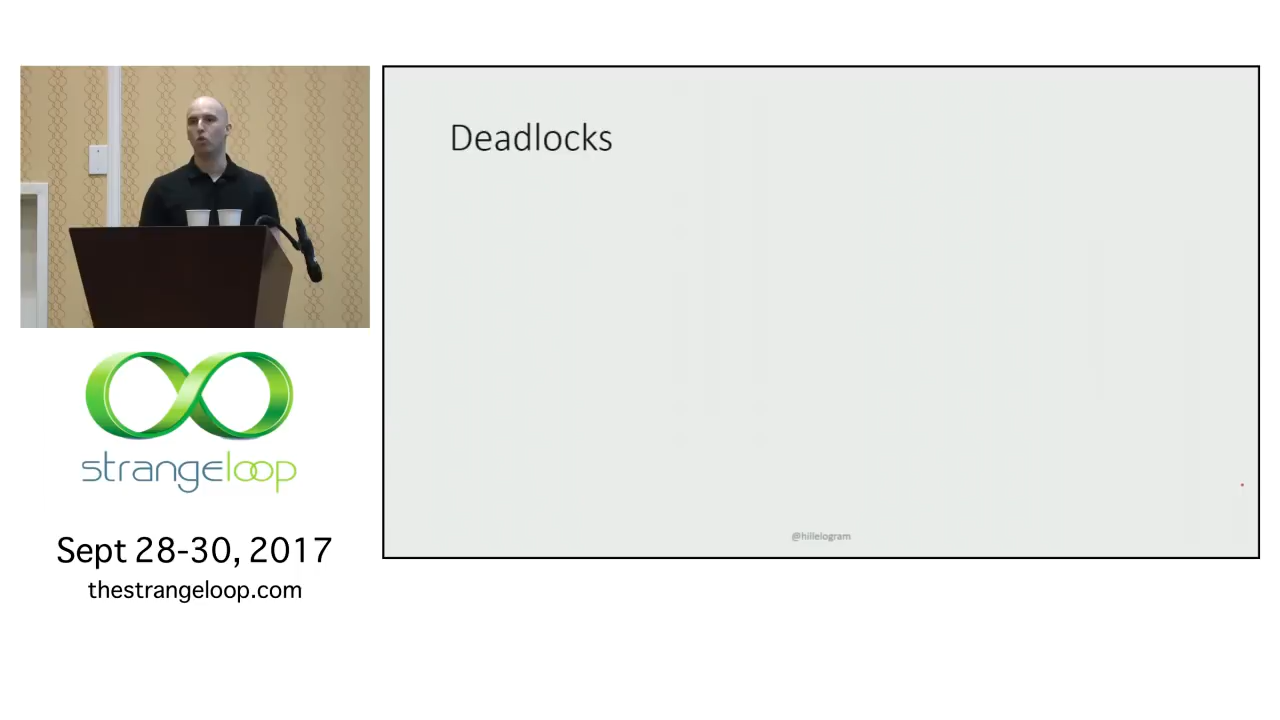 Deadlocks
@hillelogram
strangeloop
Sept 28-30, 2017
thestrangeloop.com